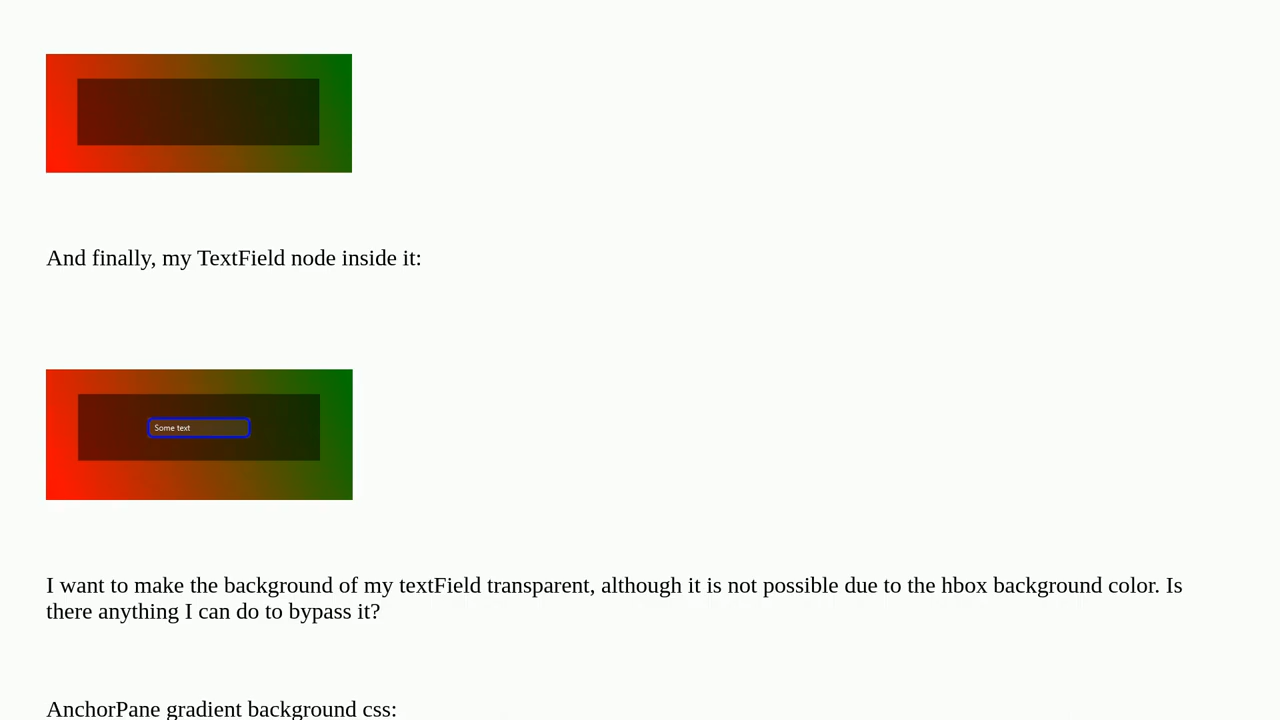 And finally, my TextField node inside it:
Some text
I want to make the background of my textField transparent, although it is not possible due to the hbox background color. Is
there anything I can do to bypass it?
AnchorPane gradient background css: